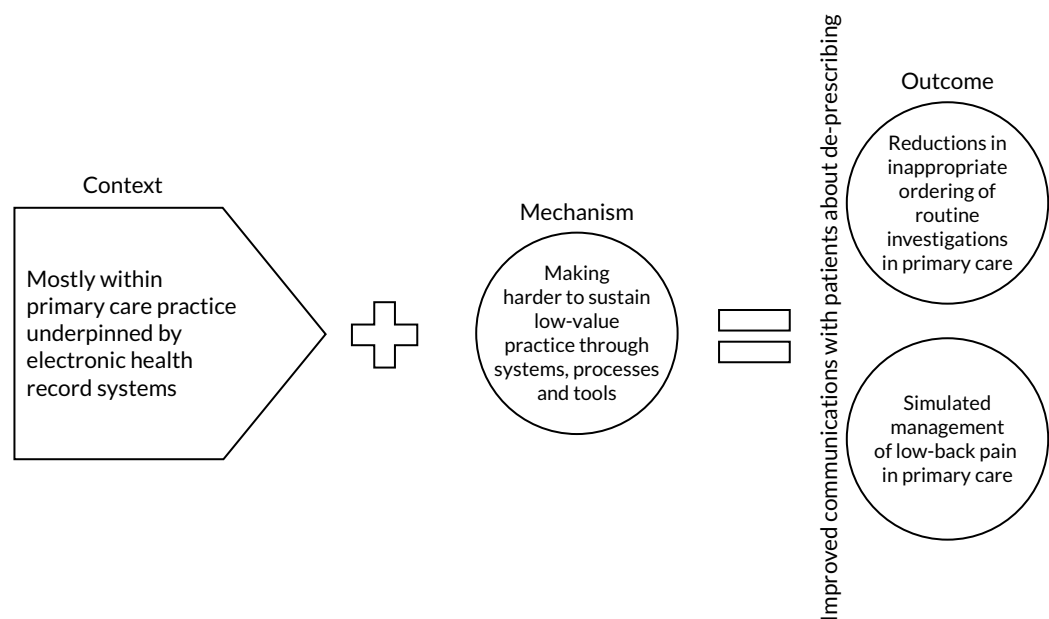 Context
Mostly within
primary care practice
underpinned by
electronic health
record systems
Mechanism
Making
harder to sustain
low-value
practice through
systems, processes
and tools
Improved communications with patients about de-prescribing
Outcome
Reductions in
inappropriate
ordering of
routine
investigations
in primary care
Simulated
management
of low-back pain
in primary care